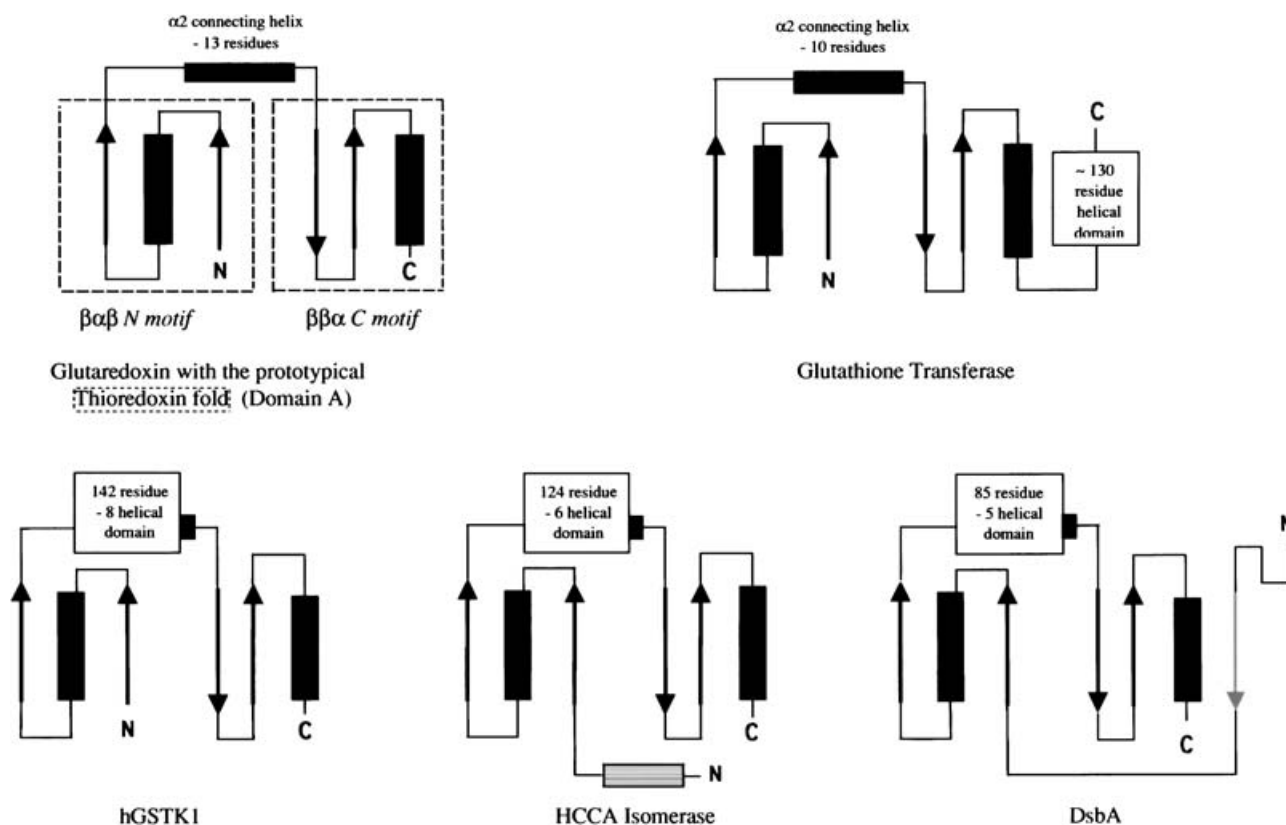 α2 connecting helix
- 13 residues
N
C
βαβ N motif
ββα C motif
Glutaredoxin with the prototypical
Thioredoxin fold (Domain A)
α2 connecting helix
- 10 residues
N
C
~ 130
residue
helical
domain
Glutathione Transferase
142 residue
- 8 helical
domain
N
C
hGSTK1
124 residue
- 6 helical
domain
N
C
HCCA Isomerase
85 residue
- 5 helical
domain
N
C
DsbA